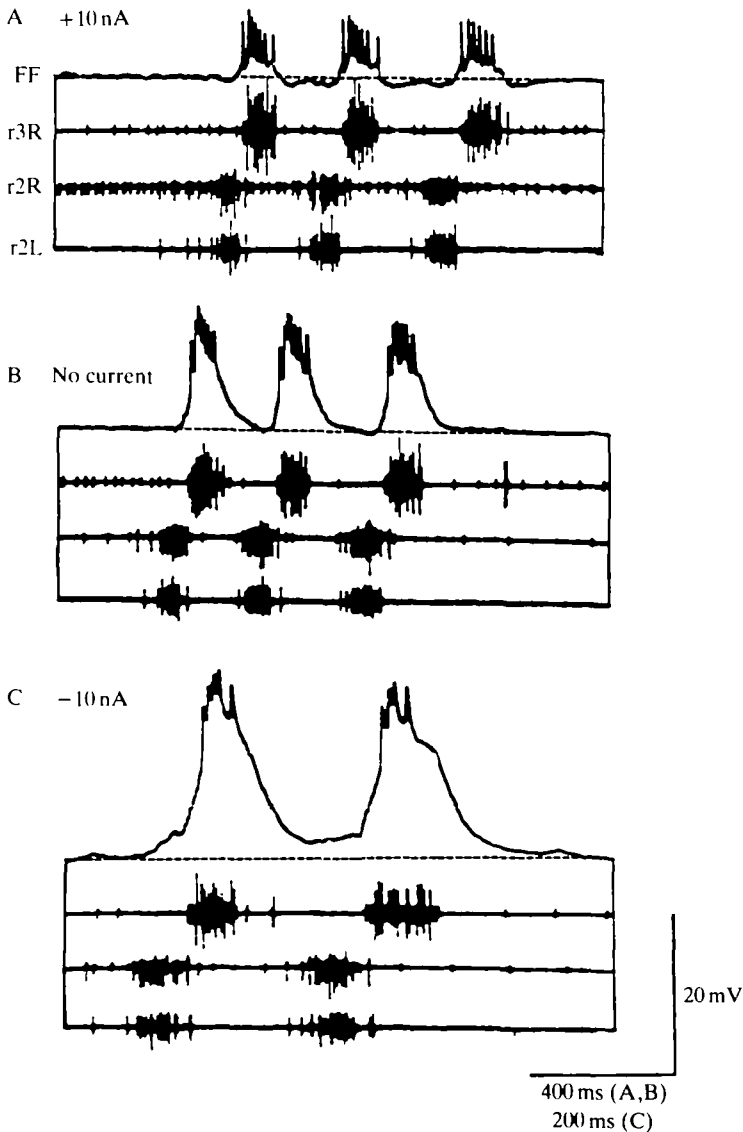 A +10 nA
FF
r3R
r2R
r2L
B No current
C −10 nA
20 mV
400 ms (A,B)
200 ms (C)